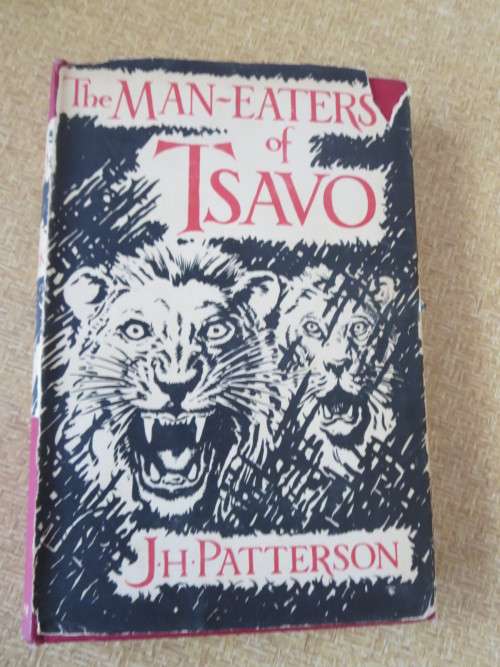 The MAN-EATERS
of
TSAVO
J.H.PATTERSON